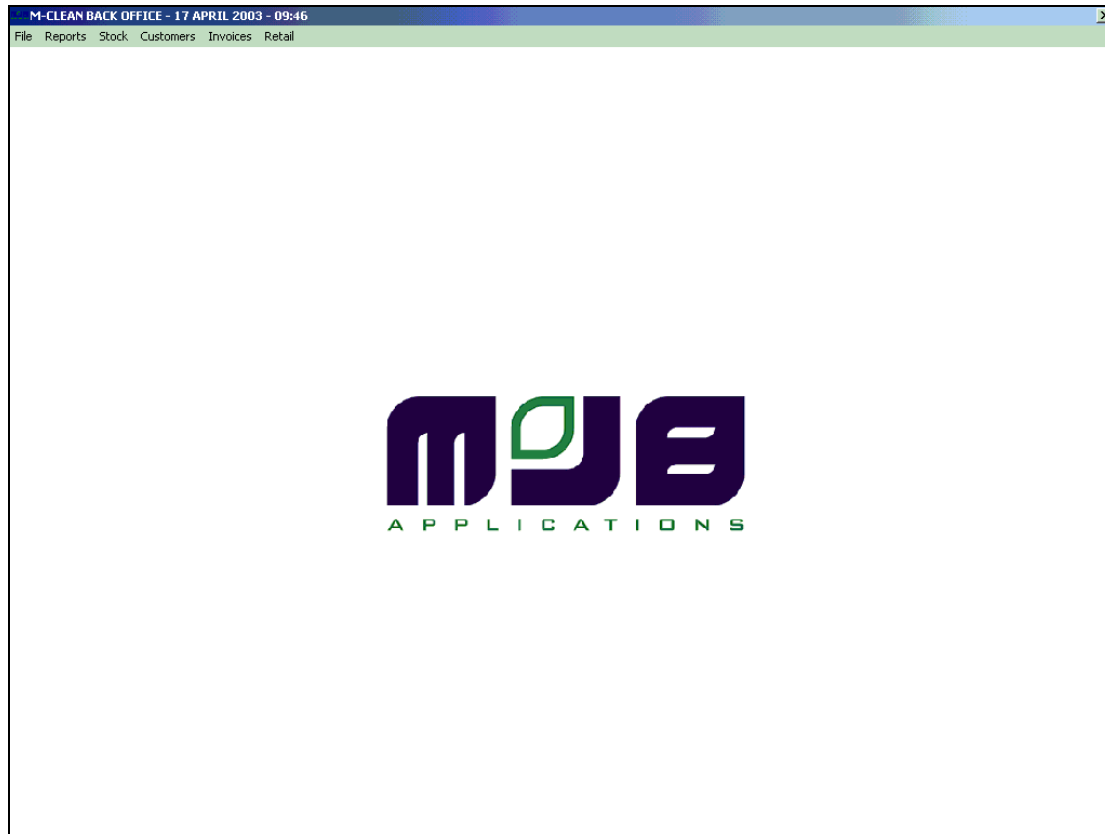 M-CLEAN BACK OFFICE - 17 APRIL 2003 - 09:46
File Reports Stock Customers Invoices Retail
MJB
APPLICATIONS